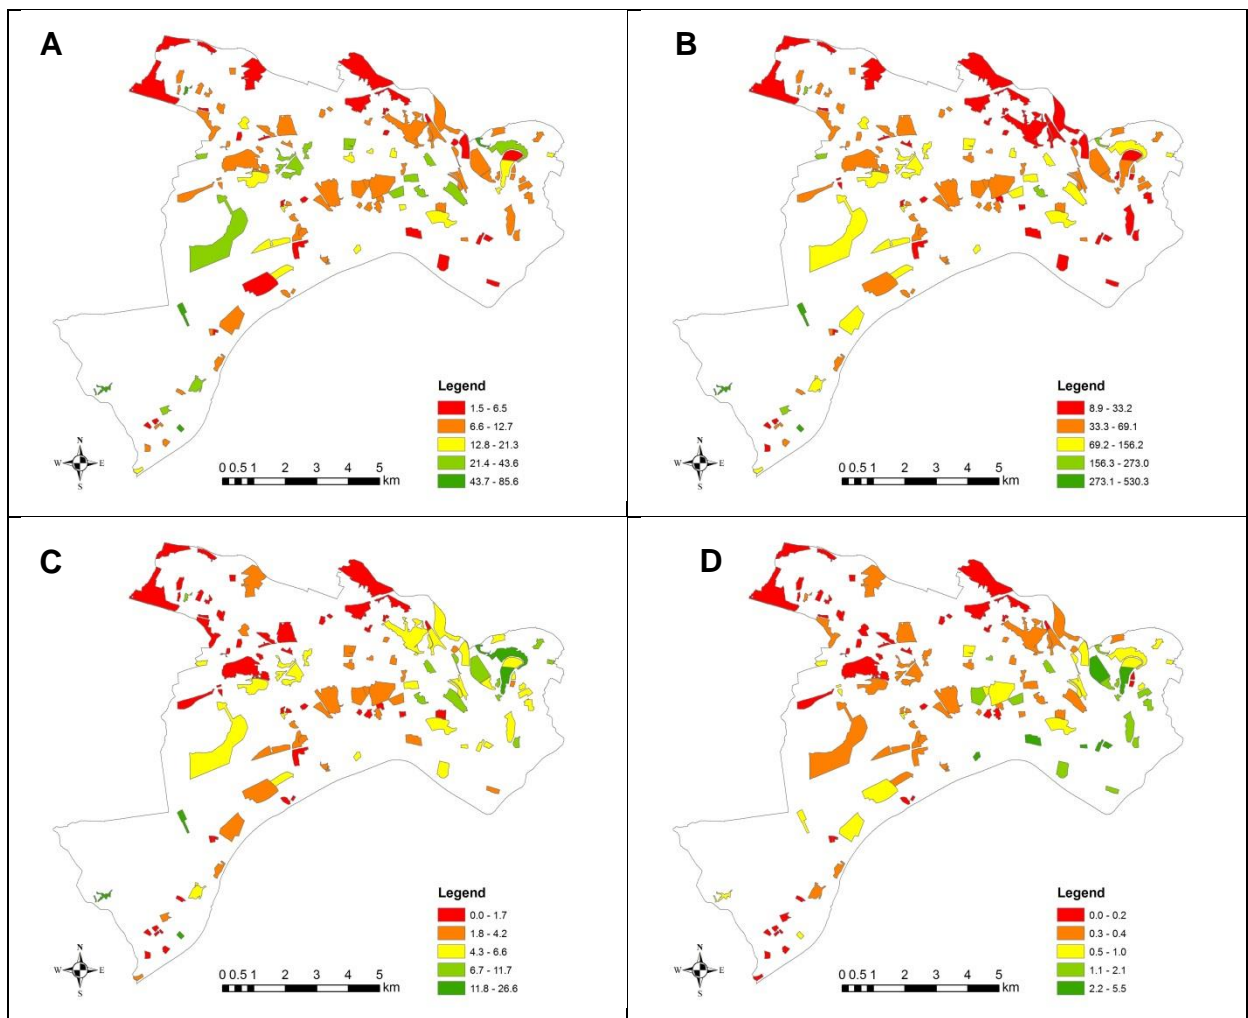 A
N
W E
S
0 0.5 1 2 3 4 5
km
Legend
1.5 - 6.5
6.6 - 12.7
12.8 - 21.3
21.4 - 43.6
43.7 - 85.6
B
N
W E
S
0 0.5 1 2 3 4 5
km
Legend
8.9 - 33.2
33.3 - 69.1
69.2 - 156.2
156.3 - 273.0
273.1 - 530.3
C
N
W E
S
0 0.5 1 2 3 4 5
km
Legend
0.0 - 1.7
1.8 - 4.2
4.3 - 6.6
6.7 - 11.7
11.8 - 26.6
D
N
W E
S
0 0.5 1 2 3 4 5
km
Legend
0.0 - 0.2
0.3 - 0.4
0.5 - 1.0
1.1 - 2.1
2.2 - 5.5